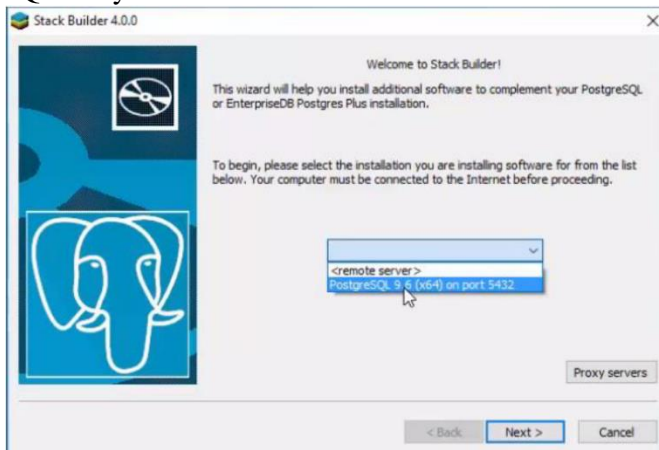 Stack Builder 4.0.0
Welcome to Stack Builder!
This wizard will help you install additional software to complement your PostgreSQL
or EnterpriseDB Postgres Plus installation.
To begin, please select the installation you are installing software for from the list
below. Your computer must be connected to the Internet before proceeding.
<remote server>
PostgreSQL 9.6 (x64) on port 5432
Proxy servers
< Back
Next >
Cancel